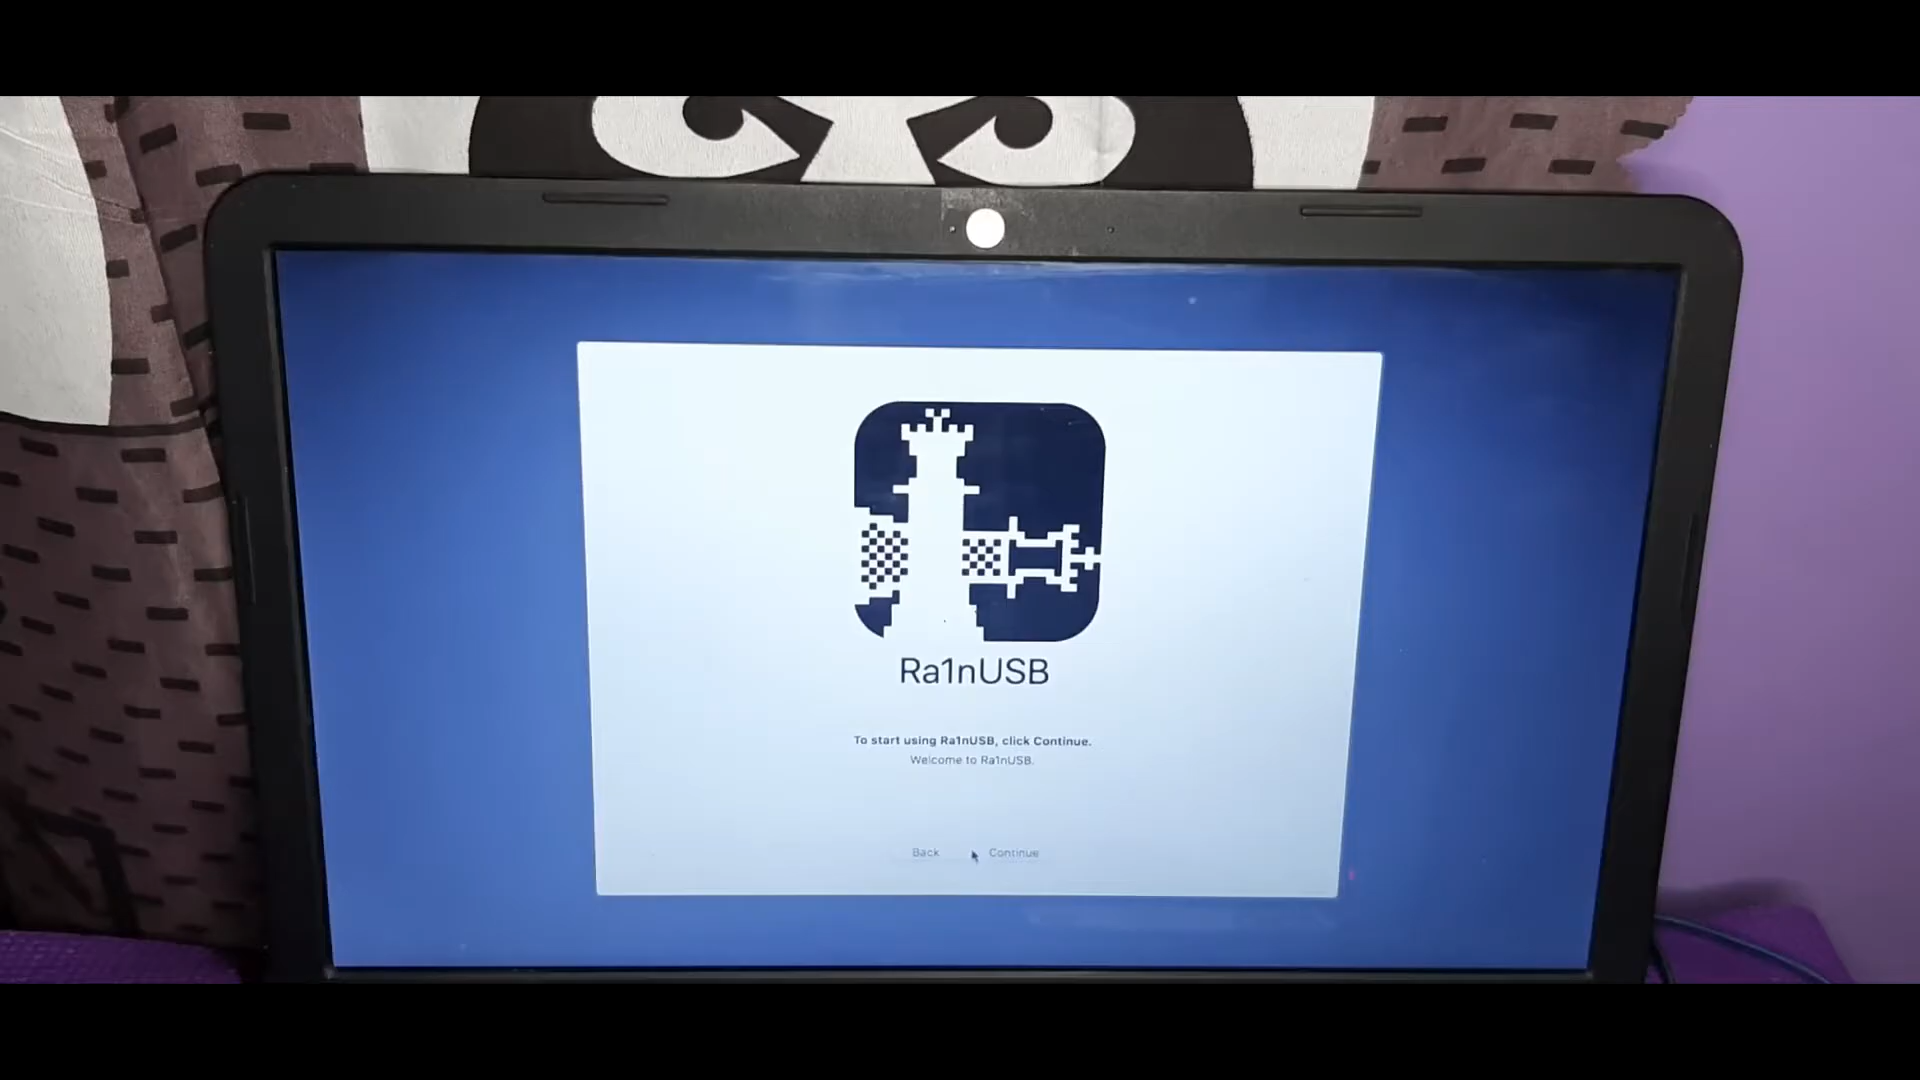 Ra1nUSB
To start using Ra1nUSB, click Continue.
Welcome to Ra1nUSB.
Back
Continue